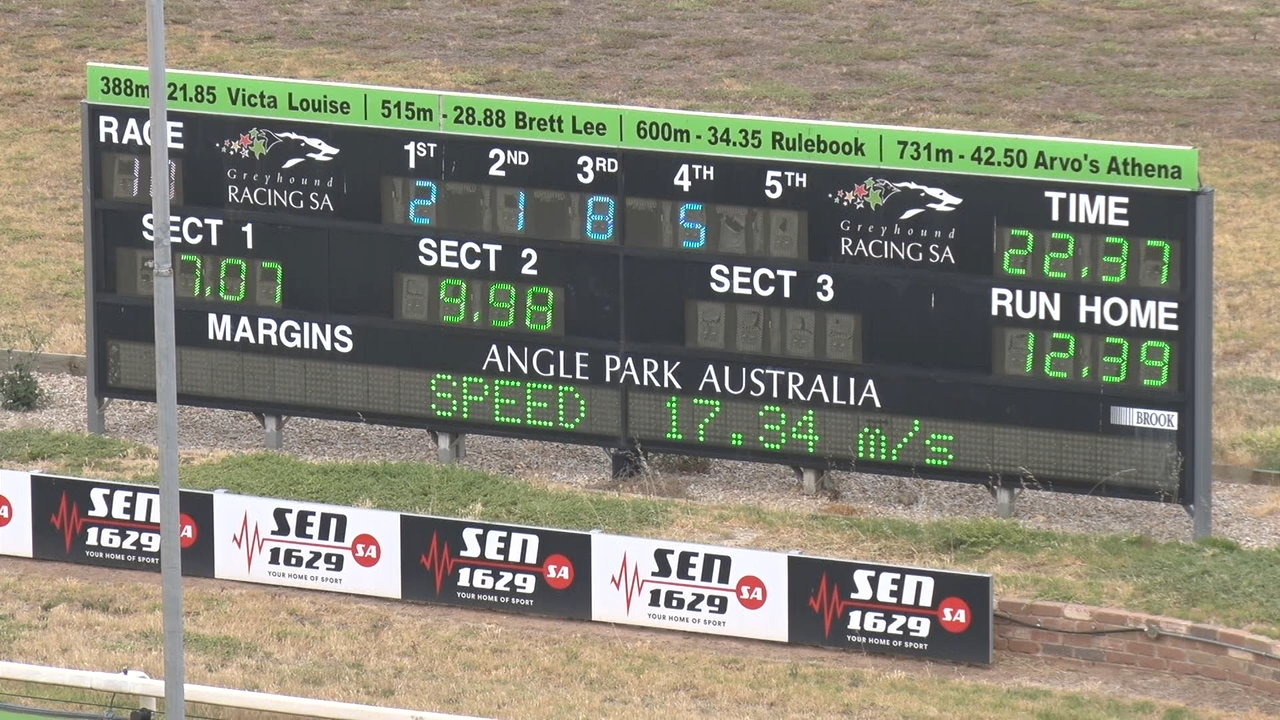 388m 21.85 Victa Louise | 515m - 28.88 Brett Lee | 600m - 34.35 Rulebook | 731m - 42.50 Arvo's Athena
RACE
Greyhound
RACING SA
1ST 2ND 3RD 4TH 5TH
2 1 8 5
Greyhound
RACING SA
TIME
22.37
SECT 1
7.07
SECT 2
9.98
SECT 3
RUN HOME
12.39
MARGINS
ANGLE PARK AUSTRALIA
SPEED 17.34 m/s
BROOK
A
SEN
1629 SA
YOUR HOME OF SPORT
SEN
1629 SA
YOUR HOME OF SPORT
SEN
1629 SA
YOUR HOME OF SPORT
SEN
1629 SA
YOUR HOME OF SPORT
SEN
1629 SA
YOUR HOME OF SPORT